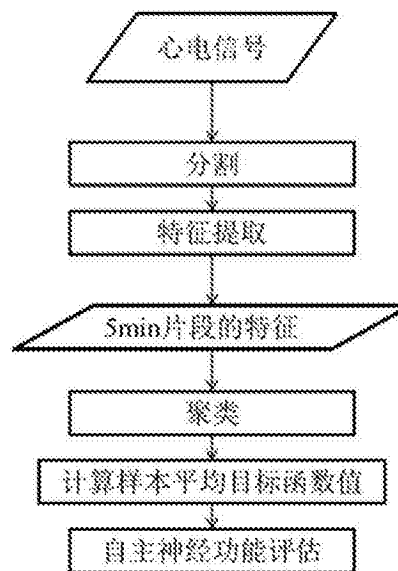 心电信号
分割
特征提取
5min片段的特征
聚类
计算样本平均目标函数值
自主神经功能评估